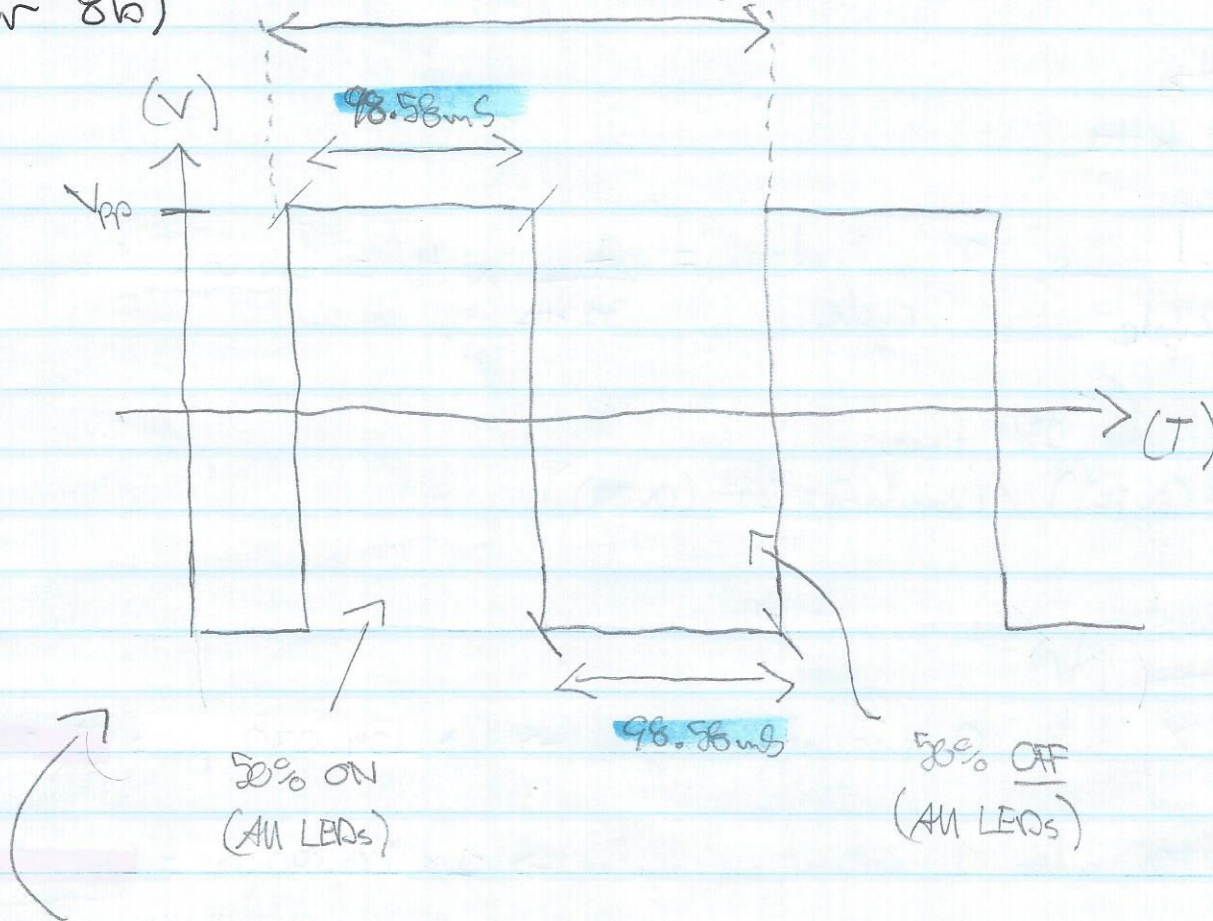 8b)
98.58mS
(V)
Vpp
(T)
98.58mS
50% ON
(All LEDs)
50% OFF
(All LEDs)